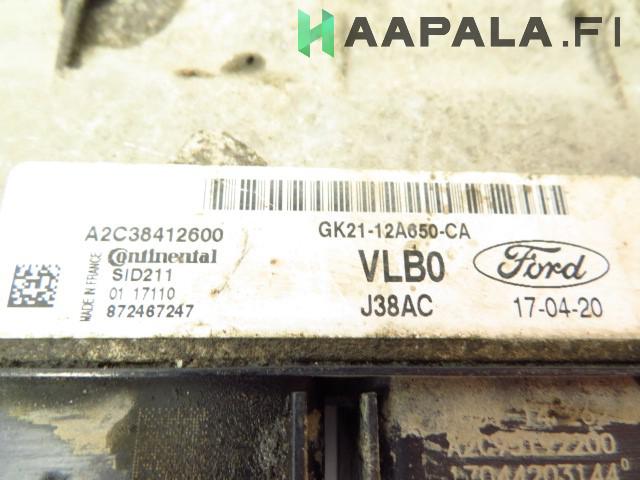 HAAPALA.FI
A2C38412600
GK21-12A650-CA
Continental
SID211
01 17110
872467247
MADE IN FRANCE
VLB0
J38AC
Ford
17-04-20
17044203144